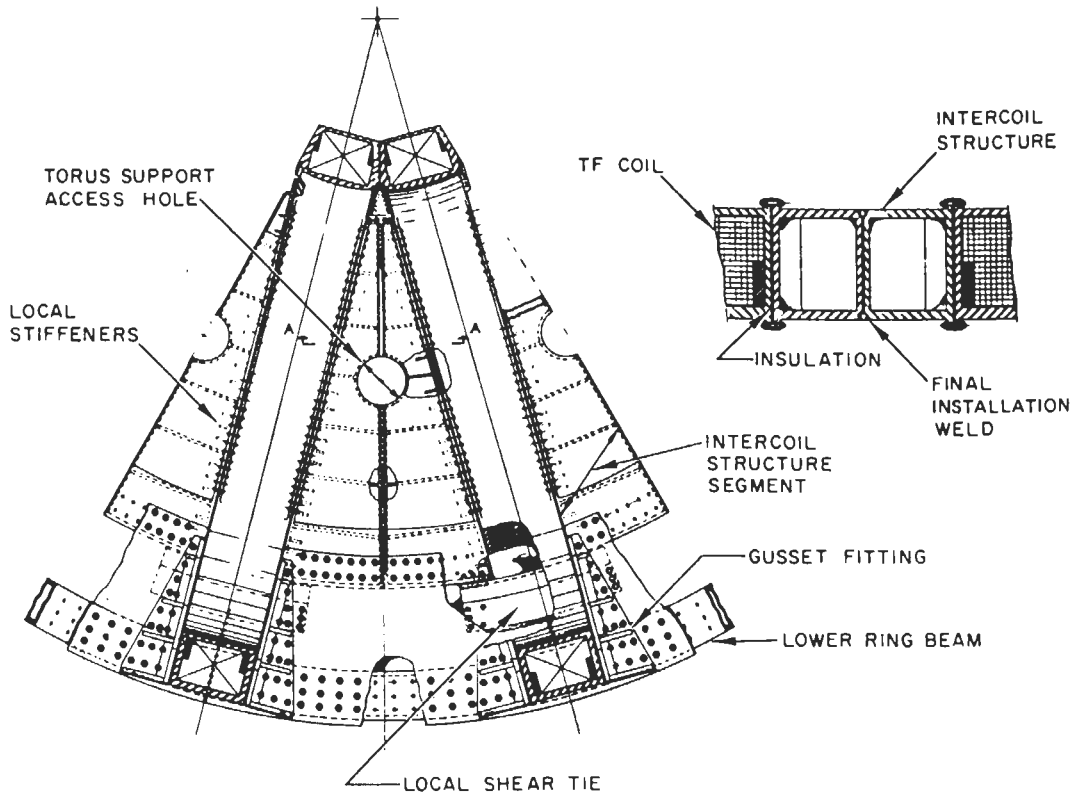 TORUS SUPPORT
ACCESS HOLE
LOCAL
STIFFENERS
A
A
TF COIL
INTERCOIL
STRUCTURE
INSULATION
FINAL
INSTALLATION
WELD
INTERCOIL
STRUCTURE
SEGMENT
GUSSET FITTING
LOWER RING BEAM
LOCAL SHEAR TIE